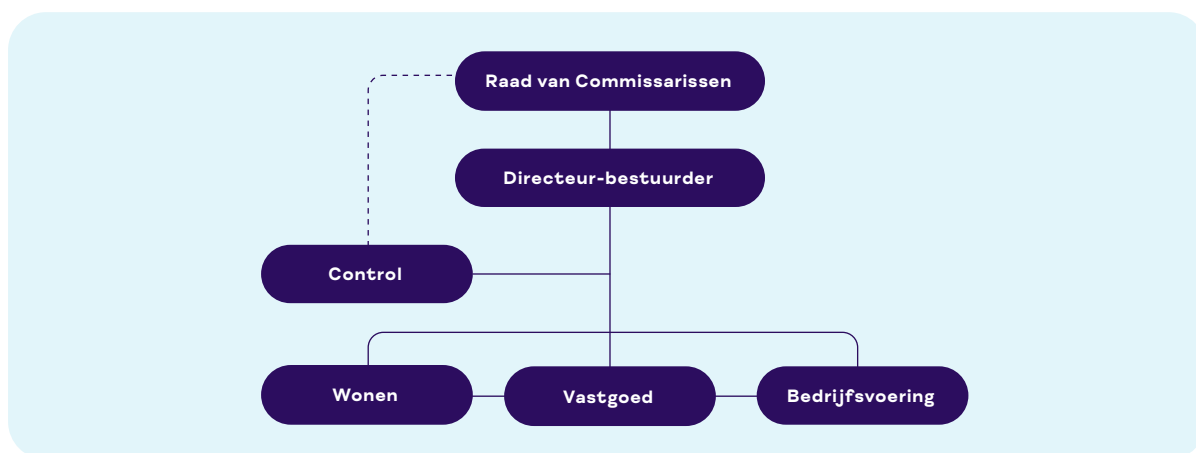 Raad van Commissarissen
Directeur-bestuurder
Control
Wonen
Vastgoed
Bedrijfsvoering